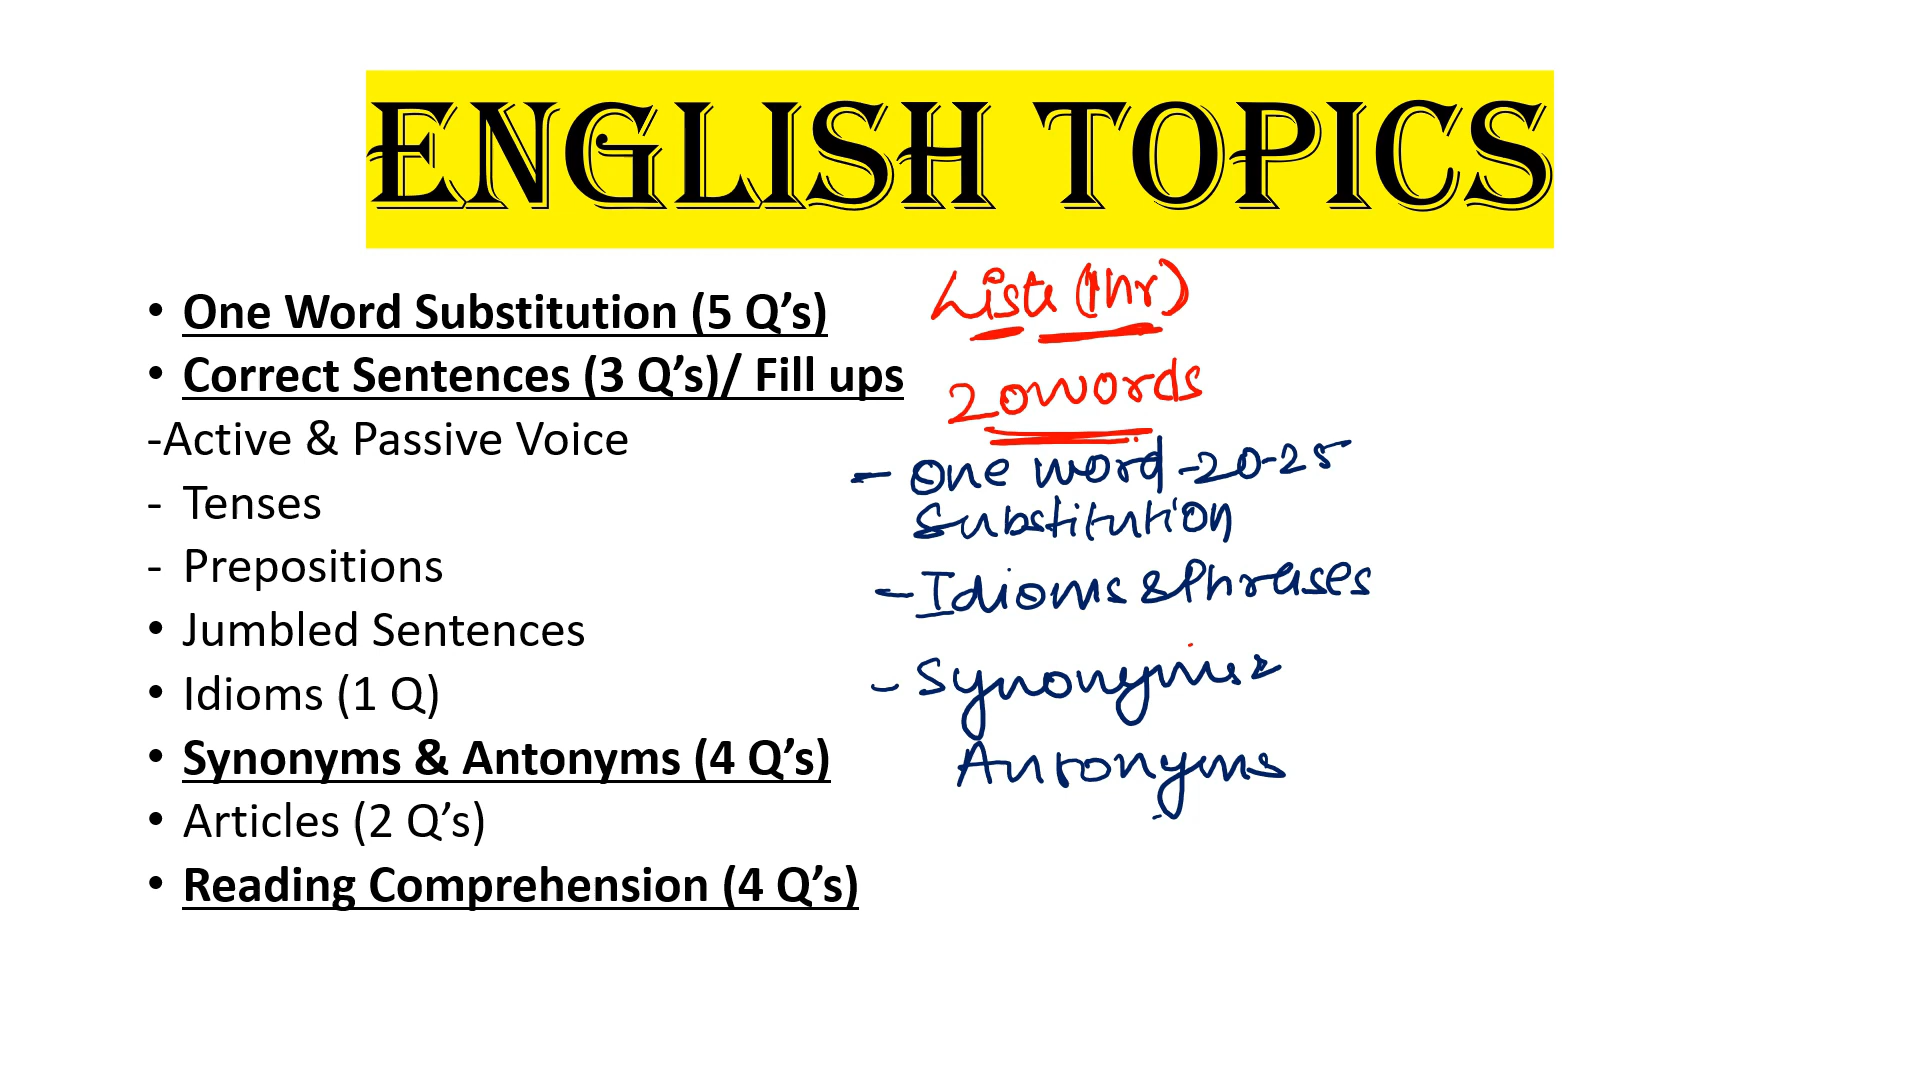 ENGLISH TOPICS
• One Word Substitution (5 Q’s)
• Correct Sentences (3 Q’s)/ Fill ups
-Active & Passive Voice
- Tenses
- Prepositions
• Jumbled Sentences
• Idioms (1 Q)
• Synonyms & Antonyms (4 Q’s)
• Articles (2 Q’s)
• Reading Comprehension (4 Q’s)
(1hr)
20 words
- One word - 20-25
Substitution
- Idioms & Phrases
- Synonyms &
Antonyms